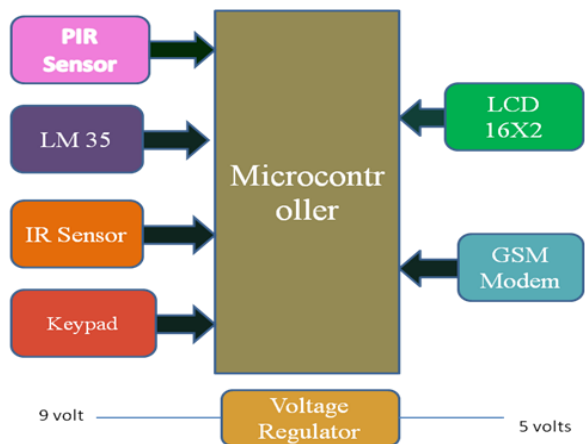 PIR
Sensor
LM 35
IR Sensor
Keypad
Microcontr
oller
LCD
16X2
GSM
Modem
9 volt
Voltage
Regulator
5 volts